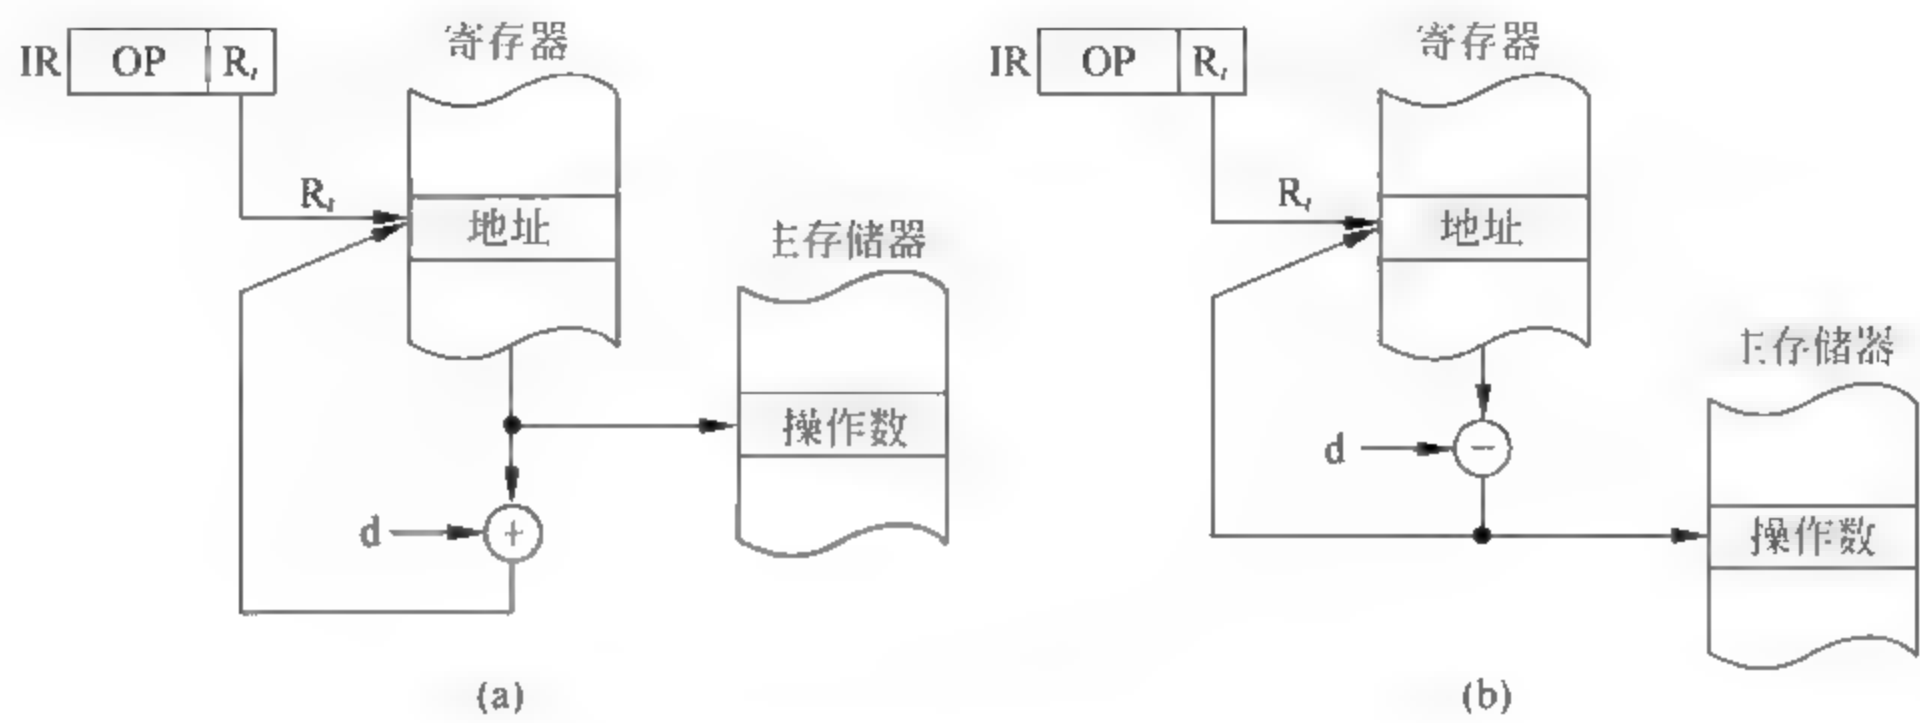 IR OP Ri
寄存器
Ri
地址
主存储器
操作数
d
+
(a)
IR OP Ri
寄存器
Ri
地址
主存储器
d
−
操作数
(b)